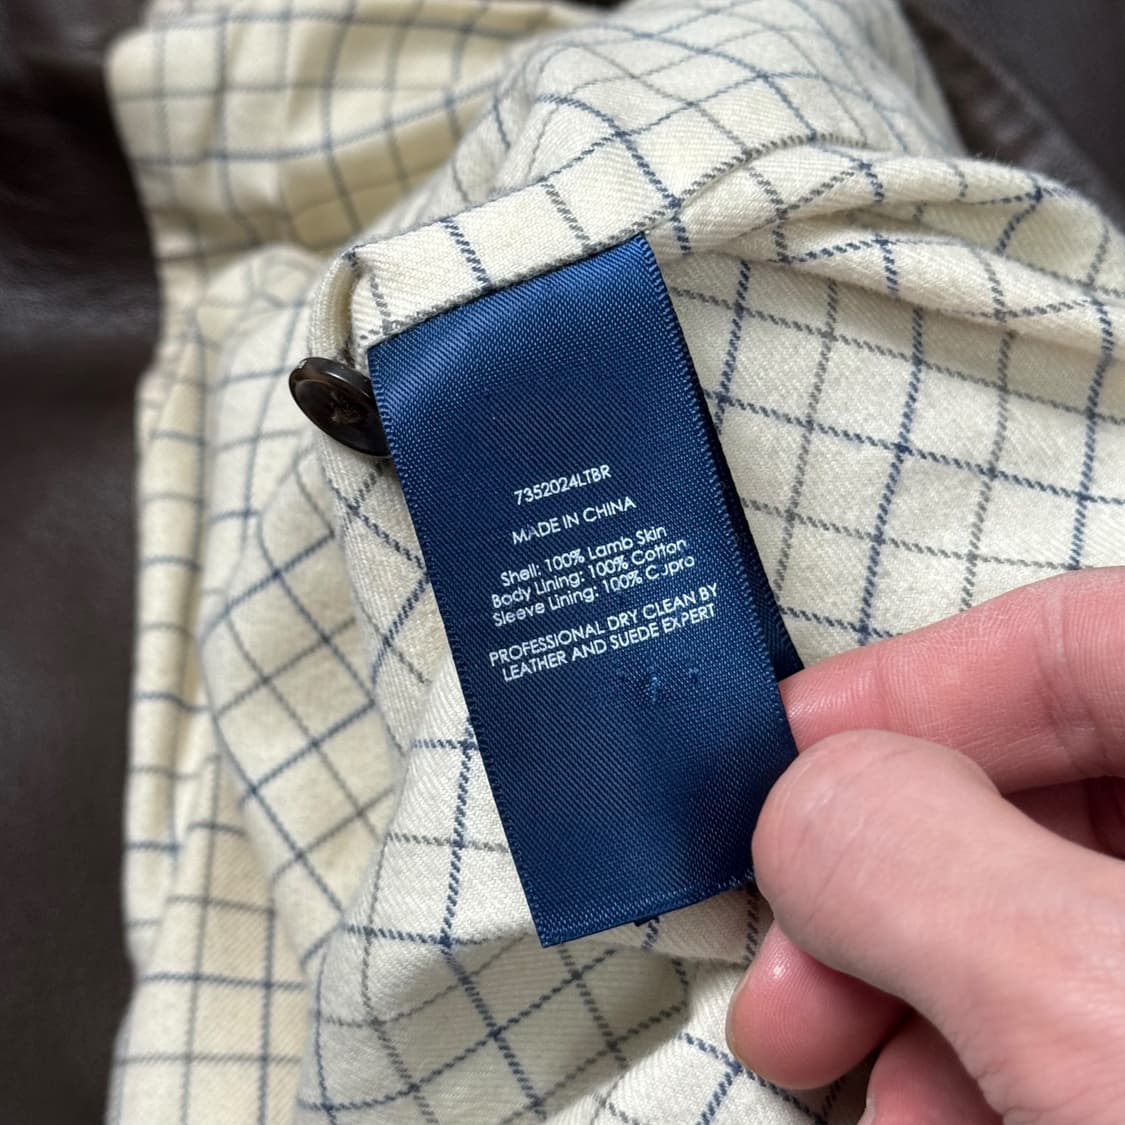 7352024LTBR
MADE IN CHINA
Shell: 100% Lamb Skin
Body Lining: 100% Cotton
Sleeve Lining: 100% Cupro
PROFESSIONAL DRY CLEAN BY
LEATHER AND SUEDE EXPERT